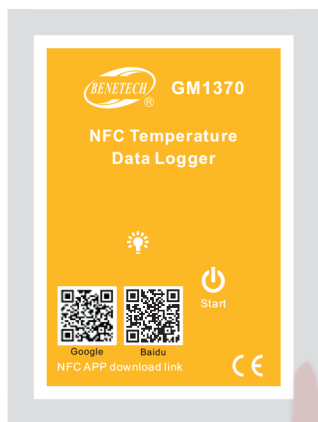 BENETECH ® GM1370
NFC Temperature
Data Logger
Start
Google Baidu
NFC APP download link
CE